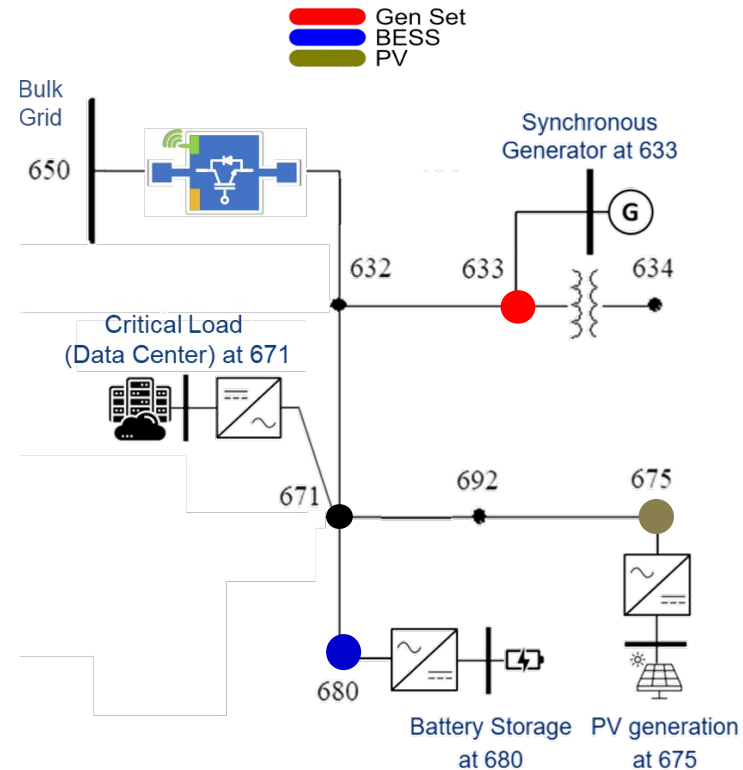 Gen Set
BESS
PV
Bulk
Grid
650
Synchronous
Generator at 633
G
632
633
634
Critical Load
(Data Center) at 671
671
692
675
680
Battery Storage
at 680
PV generation
at 675